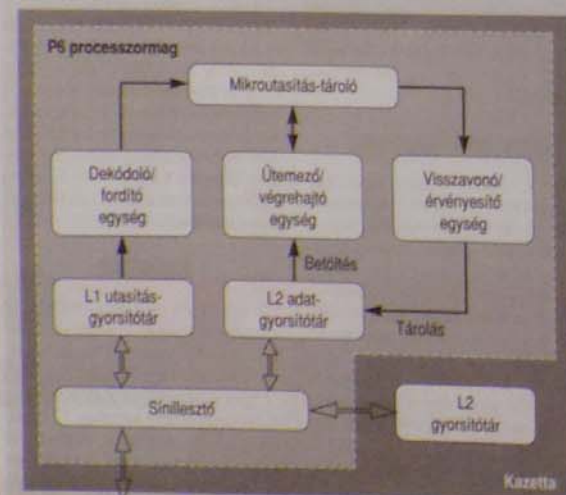 P6 processzormag
Mikroutasítás-tároló
Dekódoló/
fordító
egység
Ütemező/
végrehajtó
egység
Visszavonó/
érvényesítő
egység
Betöltés
L1 utasítás-
gyorsítótár
L2 adat-
gyorsítótár
Tárolás
Sínillesztő
L2
gyorsítótár
Kazetta